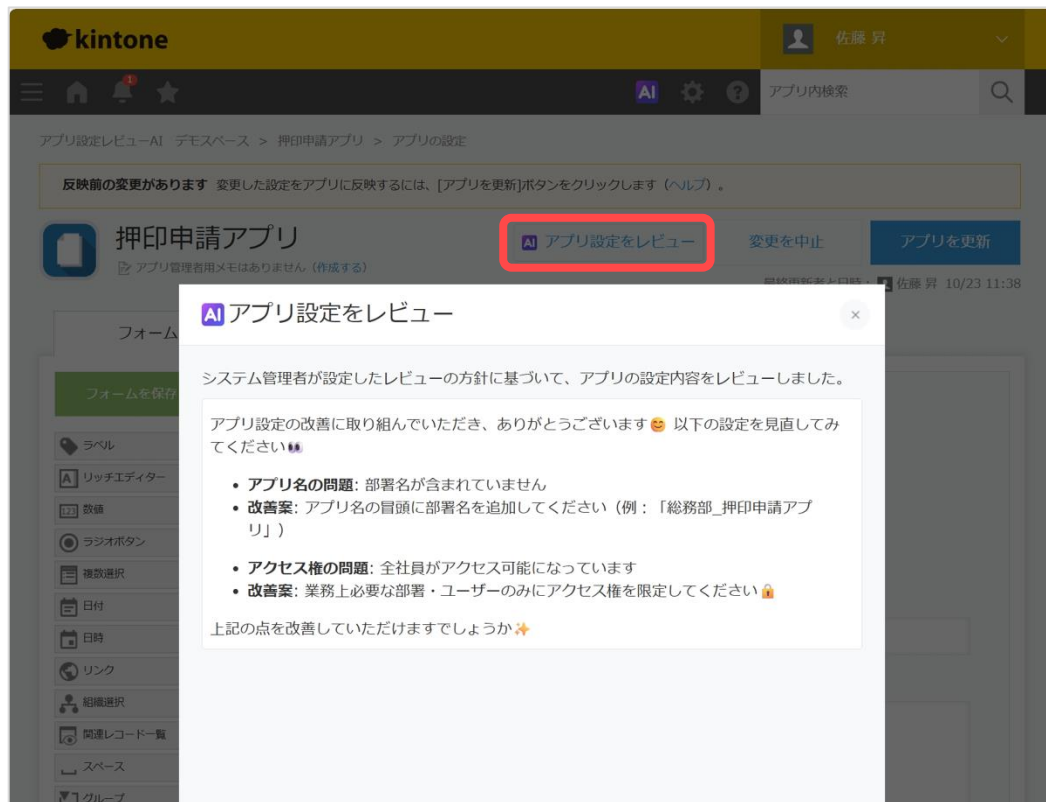 kintone
佐藤 昇
1
AI
アプリ内検索
アプリ設定レビューAI デモスペース > 押印申請アプリ > アプリの設定
反映前の変更があります 変更した設定をアプリに反映するには、[アプリを更新]ボタンをクリックします（ヘルプ）。
押印申請アプリ
AI アプリ設定をレビュー
変更を中止
アプリを更新
アプリ管理者用メモはありません（作成する）
最終更新者と日時： 佐藤 昇 10/23 11:38
フォーム
フォームを保存
ラベル
リッチエディター
数値
ラジオボタン
複数選択
日付
日時
リンク
組織選択
関連レコード一覧
スペース
グループ
AI アプリ設定をレビュー
×
システム管理者が設定したレビューの方針に基づいて、アプリの設定内容をレビューしました。
アプリ設定の改善に取り組んでいただき、ありがとうございます😊 以下の設定を見直してみ
てください👀
• アプリ名の問題: 部署名が含まれていません
• 改善案: アプリ名の冒頭に部署名を追加してください（例：「総務部_押印申請アプ
リ」）
• アクセス権の問題: 全社員がアクセス可能になっています
• 改善案: 業務上必要な部署・ユーザーのみにアクセス権を限定してください🔒
上記の点を改善していただけますでしょうか✨